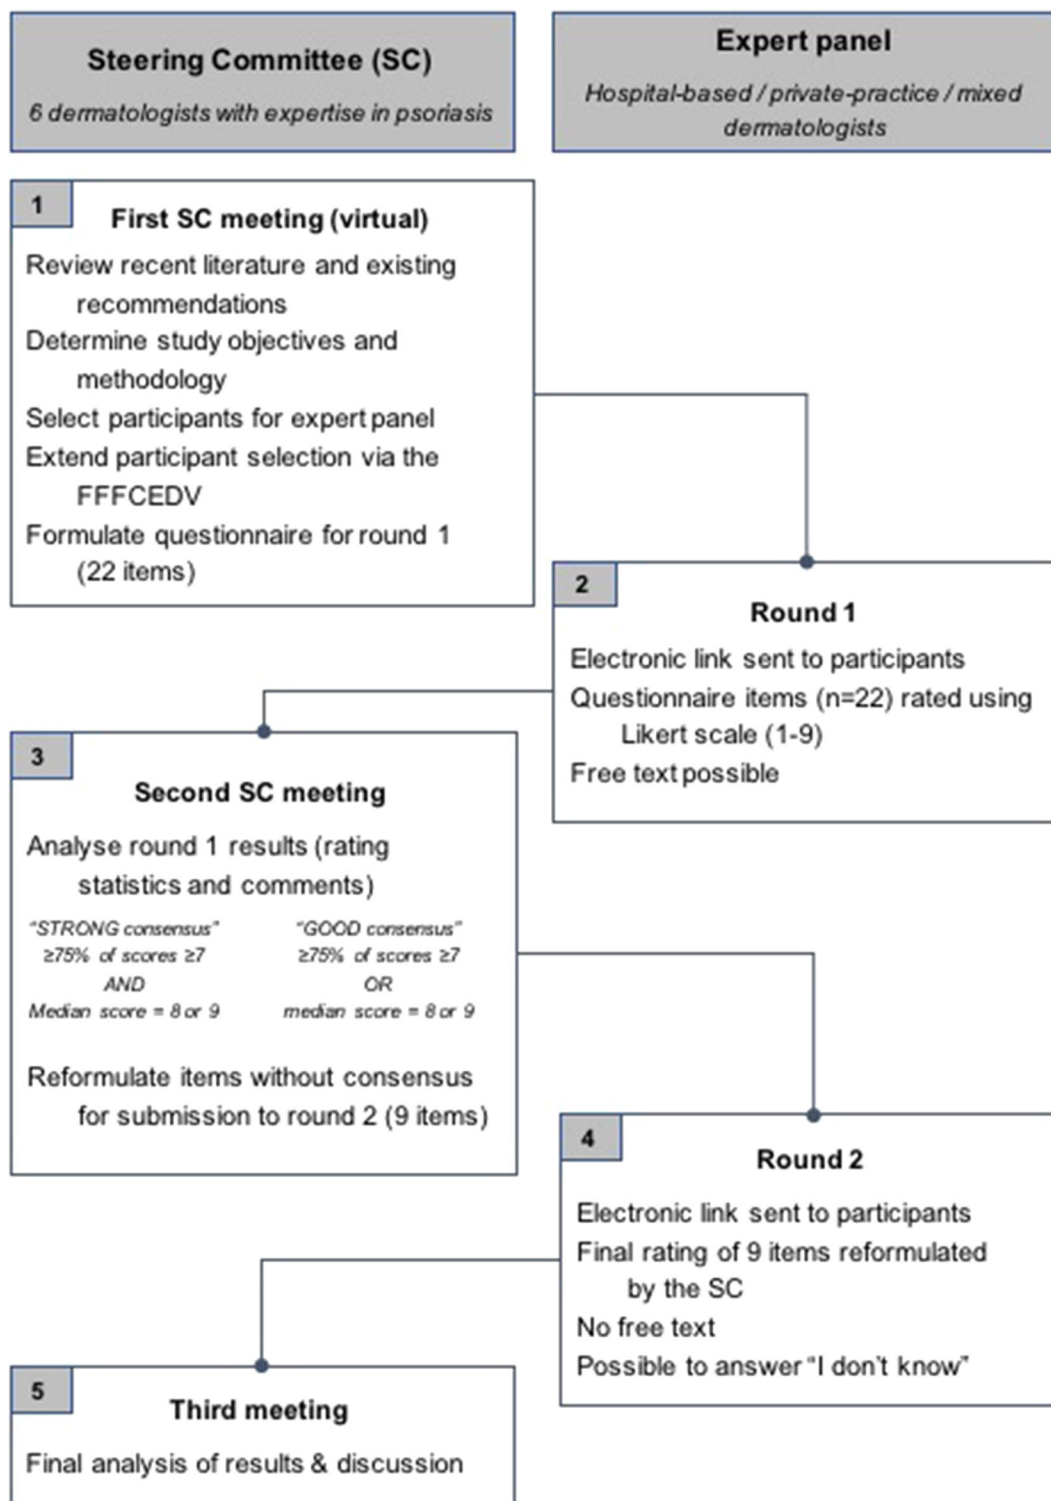 Steering Committee (SC)
6 dermatologists with expertise in psoriasis
Expert panel
Hospital-based / private-practice / mixed
dermatologists
1
First SC meeting (virtual)
Review recent literature and existing
recommendations
Determine study objectives and
methodology
Select participants for expert panel
Extend participant selection via the
FFFCEDV
Formulate questionnaire for round 1
(22 items)
2
Round 1
Electronic link sent to participants
Questionnaire items (n=22) rated using
Likert scale (1-9)
Free text possible
3
Second SC meeting
Analyse round 1 results (rating
statistics and comments)
"STRONG consensus"
≥75% of scores ≥7
AND
Median score = 8 or 9
"GOOD consensus"
≥75% of scores ≥7
OR
median score = 8 or 9
Reformulate items without consensus
for submission to round 2 (9 items)
4
Round 2
Electronic link sent to participants
Final rating of 9 items reformulated
by the SC
No free text
Possible to answer "I don't know"
5
Third meeting
Final analysis of results & discussion